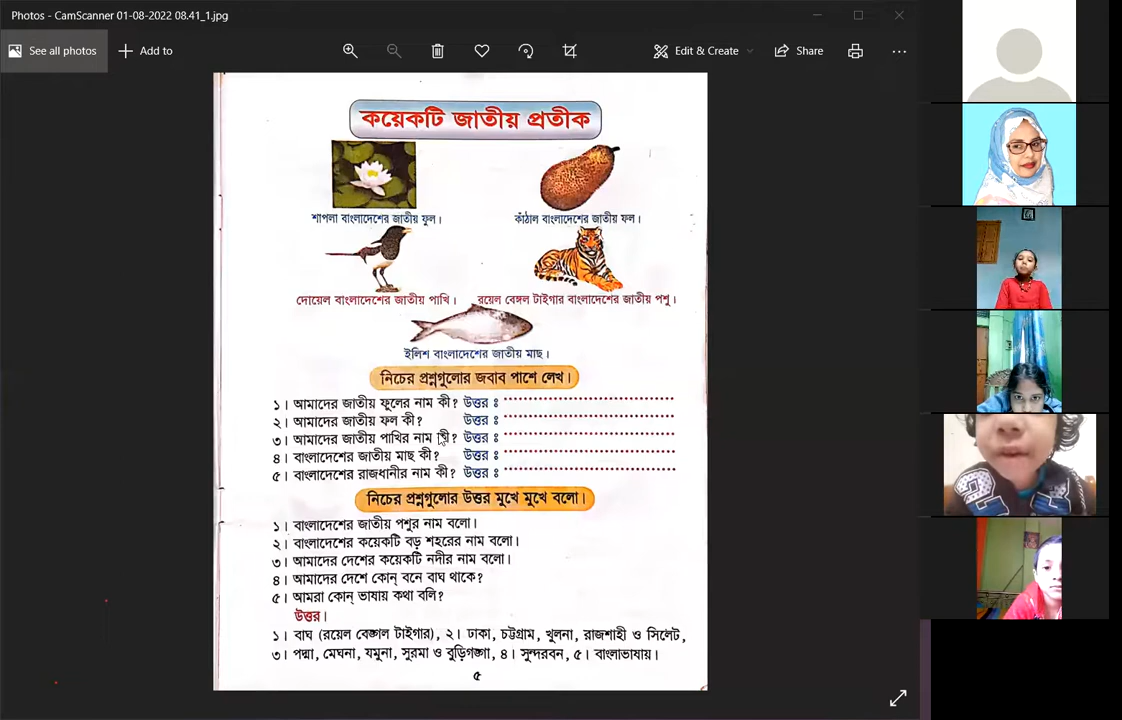 Photos - CamScanner 01-08-2022 08.41_1.jpg
See all photos
Add to
Edit & Create
Share
কয়েকটি জাতীয় প্রতীক
শাপলা বাংলাদেশের জাতীয় ফুল।
কাঁঠাল বাংলাদেশের জাতীয় ফল।
দোয়েল বাংলাদেশের জাতীয় পাখি।
রয়েল বেঙ্গল টাইগার বাংলাদেশের জাতীয় পশু।
ইলিশ বাংলাদেশের জাতীয় মাছ।
নিচের প্রশ্নগুলোর জবাব পাশে লেখ।
১। আমাদের জাতীয় ফুলের নাম কী? উত্তর ঃ
২। আমাদের জাতীয় ফল কী? উত্তর ঃ
৩। আমাদের জাতীয় পাখির নাম কী? উত্তর ঃ
৪। বাংলাদেশের জাতীয় মাছ কী? উত্তর ঃ
৫। বাংলাদেশের রাজধানীর নাম কী? উত্তর ঃ
নিচের প্রশ্নগুলোর উত্তর মুখে মুখে বলো।
১। বাংলাদেশের জাতীয় পশুর নাম বলো।
২। বাংলাদেশের কয়েকটি বড় শহরের নাম বলো।
৩। আমাদের দেশের কয়েকটি নদীর নাম বলো।
৪। আমাদের দেশে কোন্ বনে বাঘ থাকে?
৫। আমরা কোন্ ভাষায় কথা বলি?
উত্তর।
১। বাঘ (রয়েল বেঙ্গল টাইগার), ২। ঢাকা, চট্টগ্রাম, খুলনা, রাজশাহী ও সিলেট,
৩। পদ্মা, মেঘনা, যমুনা, সুরমা ও বুড়িগঙ্গা, ৪। সুন্দরবন, ৫। বাংলাভাষায়।
৫